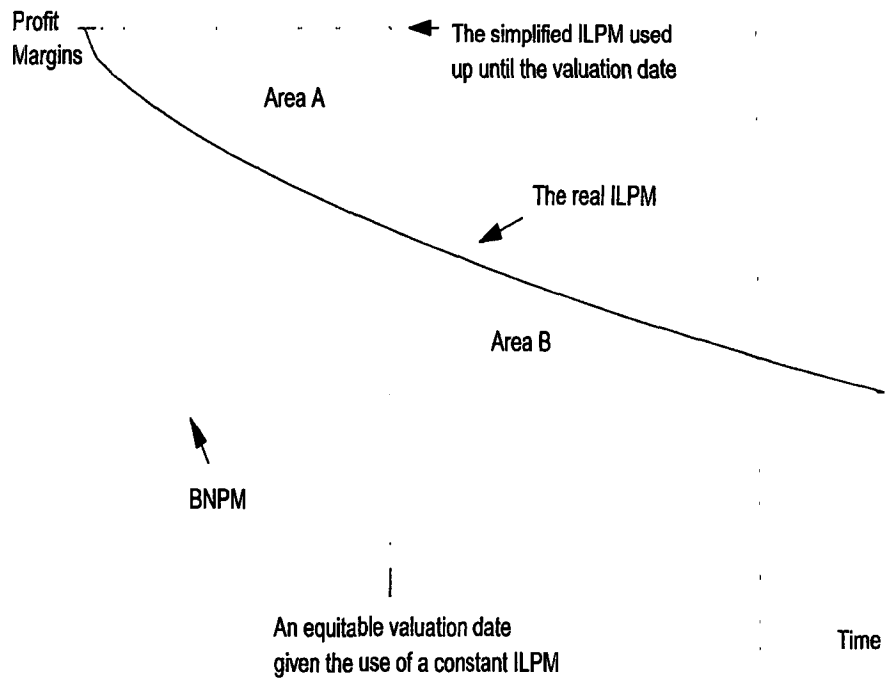 Profit
Margins
The simplified ILPM used
up until the valuation date
Area A
The real ILPM
Area B
BNPM
An equitable valuation date
given the use of a constant ILPM
Time